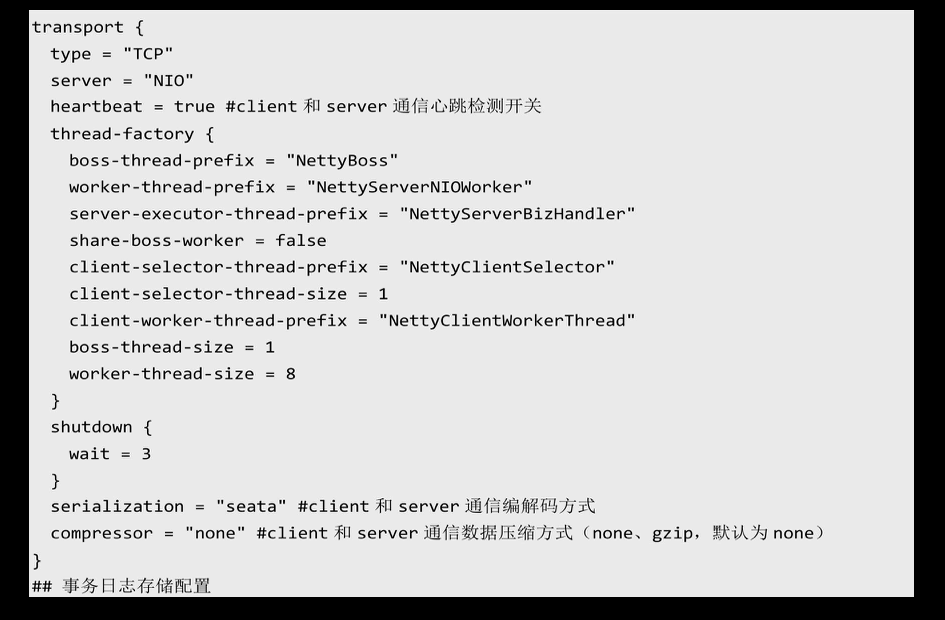 transport {
type = "TCP"
server = "NIO"
heartbeat = true #client 和 server 通信心跳检测开关
thread-factory {
boss-thread-prefix = "NettyBoss"
worker-thread-prefix = "NettyServerNIOWorker"
server-executor-thread-prefix = "NettyServerBizHandler"
share-boss-worker = false
client-selector-thread-prefix = "NettyClientSelector"
client-selector-thread-size = 1
client-worker-thread-prefix = "NettyClientWorkerThread"
boss-thread-size = 1
worker-thread-size = 8
}
shutdown {
wait = 3
}
serialization = "seata" #client 和 server 通信编解码方式
compressor = "none" #client 和 server 通信数据压缩方式（none、gzip，默认为 none）
}
## 事务日志存储配置